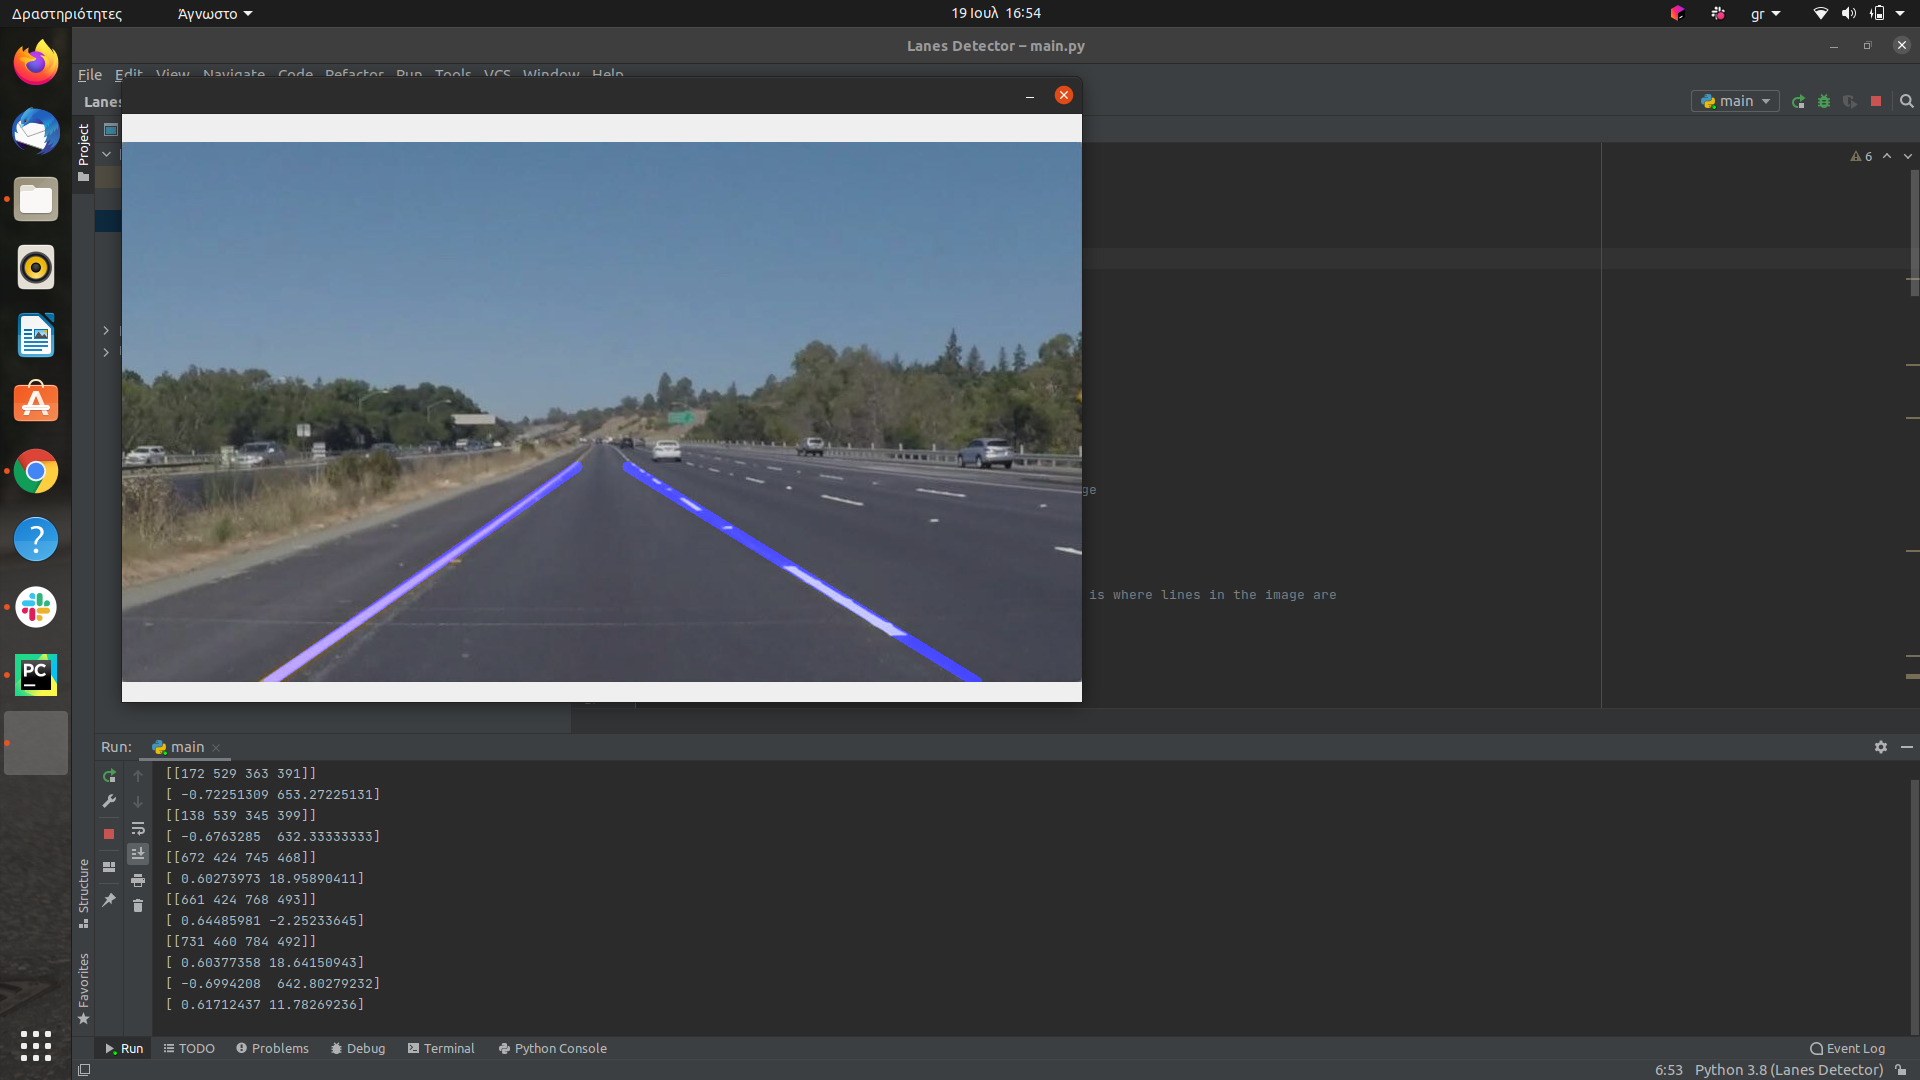 Δραστηριότητες
Άγνωστο
19 Ιουλ 16:54
gr
Lanes Detector – main.py
File Edit View Navigate Code Refactor Run Tools VCS Window Help
Lanes
main
Project
6
ge
is where lines in the image are
PC
Run:
main
[[172 529 363 391]]
[ -0.72251309 653.27225131]
[[138 539 345 399]]
[ -0.6763285  632.33333333]
[[672 424 745 468]]
[ 0.60273973 18.95890411]
[[661 424 768 493]]
[ 0.64485981 -2.25233645]
[[731 460 784 492]]
[ 0.60377358 18.64150943]
[ -0.6994208  642.80279232]
[ 0.61712437 11.78269236]
Structure
Favorites
Run TODO Problems Debug Terminal Python Console
Event Log
6:53 Python 3.8 (Lanes Detector)